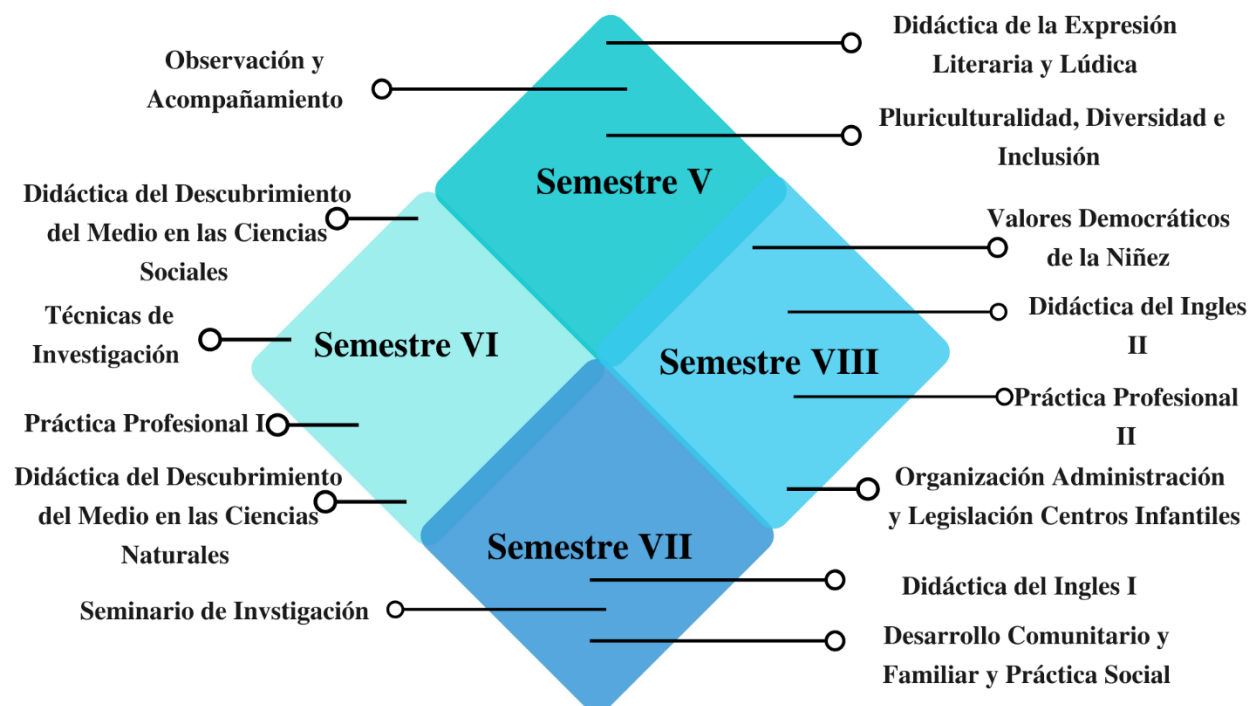 Didáctica de la Expresión
Literaria y Lúdica
Observación y
Acompañamiento
Pluriculturalidad, Diversidad e
Inclusión
Semestre V
Didáctica del Descubrimiento
del Medio en las Ciencias
Sociales
Técnicas de
Investigación
Semestre VI
Práctica Profesional I
Didáctica del Descubrimiento
del Medio en las Ciencias
Naturales
Valores Democráticos
de la Niñez
Didáctica del Ingles
II
Semestre VIII
Práctica Profesional
II
Organización Administración
y Legislación Centros Infantiles
Semestre VII
Didáctica del Ingles I
Seminario de Invstigación
Desarrollo Comunitario y
Familiar y Práctica Social